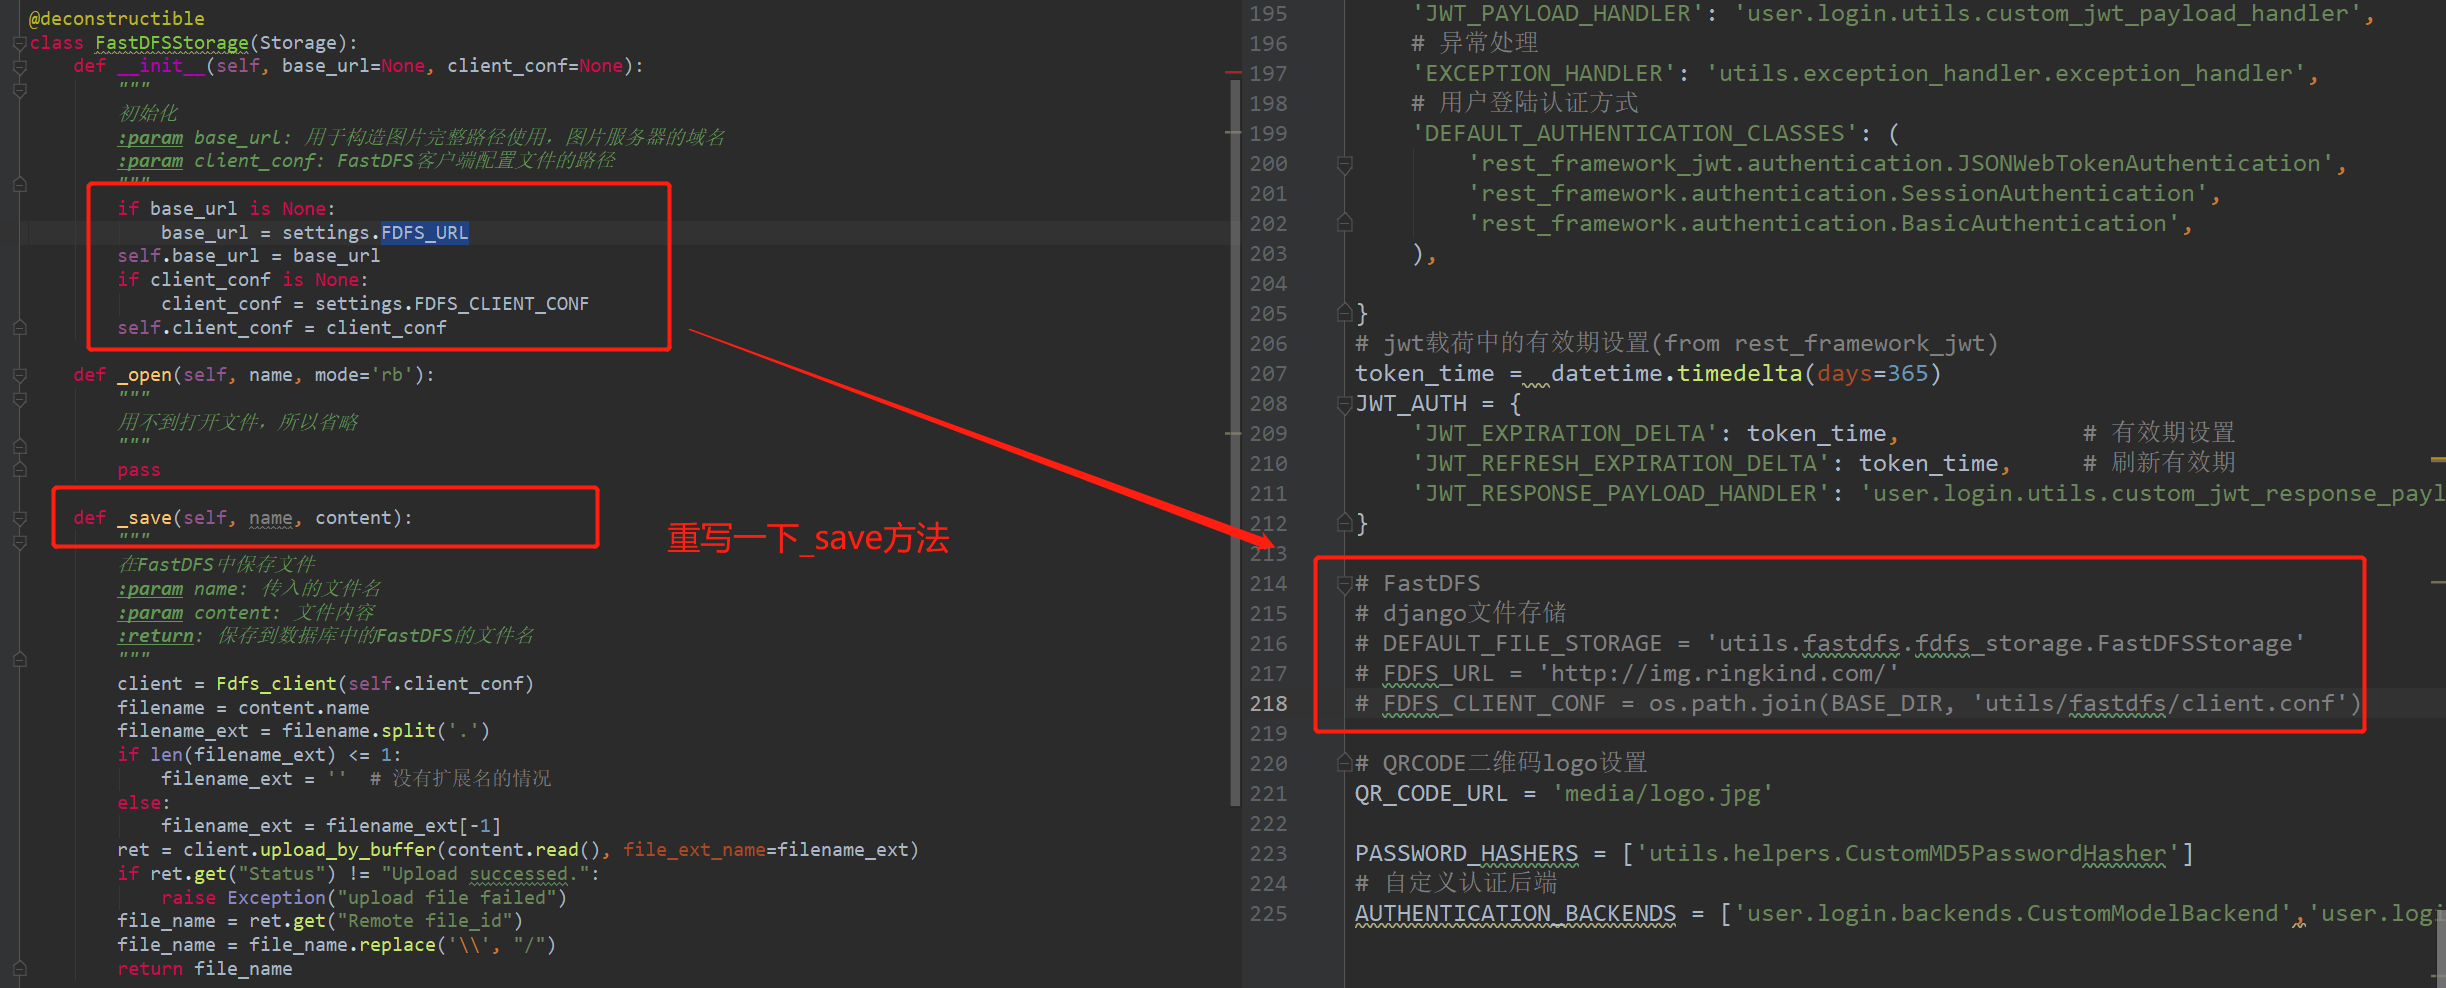 @deconstructible
class FastDFSStorage(Storage):
    def __init__(self, base_url=None, client_conf=None):
        """
        初始化
        :param base_url: 用于构造图片完整路径使用，图片服务器的域名
        :param client_conf: FastDFS客户端配置文件的路径
        """
        if base_url is None:
            base_url = settings.FDFS_URL
        self.base_url = base_url
        if client_conf is None:
            client_conf = settings.FDFS_CLIENT_CONF
        self.client_conf = client_conf
    def _open(self, name, mode='rb'):
        """
        用不到打开文件，所以省略
        """
        pass
    def _save(self, name, content):
        """
        在FastDFS中保存文件
        :param name: 传入的文件名
        :param content: 文件内容
        :return: 保存到数据库中的FastDFS的文件名
        """
        client = Fdfs_client(self.client_conf)
        filename = content.name
        filename_ext = filename.split('.')
        if len(filename_ext) <= 1:
            filename_ext = ''  # 没有扩展名的情况
        else:
            filename_ext = filename_ext[-1]
        ret = client.upload_by_buffer(content.read(), file_ext_name=filename_ext)
        if ret.get("Status") != "Upload successed.":
            raise Exception("upload file failed")
        file_name = ret.get("Remote file_id")
        file_name = file_name.replace('\\', "/")
        return file_name
重写一下_save方法
195     'JWT_PAYLOAD_HANDLER': 'user.login.utils.custom_jwt_payload_handler',
196     # 异常处理
197     'EXCEPTION_HANDLER': 'utils.exception_handler.exception_handler',
198     # 用户登陆认证方式
199     'DEFAULT_AUTHENTICATION_CLASSES': (
200         'rest_framework_jwt.authentication.JSONWebTokenAuthentication',
201         'rest_framework.authentication.SessionAuthentication',
202         'rest_framework.authentication.BasicAuthentication',
203     ),
204
205 }
206 # jwt载荷中的有效期设置(from rest_framework_jwt)
207 token_time =  datetime.timedelta(days=365)
208 JWT_AUTH = {
209     'JWT_EXPIRATION_DELTA': token_time,             # 有效期设置
210     'JWT_REFRESH_EXPIRATION_DELTA': token_time,     # 刷新有效期
211     'JWT_RESPONSE_PAYLOAD_HANDLER': 'user.login.utils.custom_jwt_response_payl
212 }
213
214 # FastDFS
215 # django文件存储
216 # DEFAULT_FILE_STORAGE = 'utils.fastdfs.fdfs_storage.FastDFSStorage'
217 # FDFS_URL = 'http://img.ringkind.com/'
218 # FDFS_CLIENT_CONF = os.path.join(BASE_DIR, 'utils/fastdfs/client.conf')
219
220 # QRCODE二维码logo设置
221 QR_CODE_URL = 'media/logo.jpg'
222
223 PASSWORD_HASHERS = ['utils.helpers.CustomMD5PasswordHasher']
224 # 自定义认证后端
225 AUTHENTICATION_BACKENDS = ['user.login.backends.CustomModelBackend','user.logi